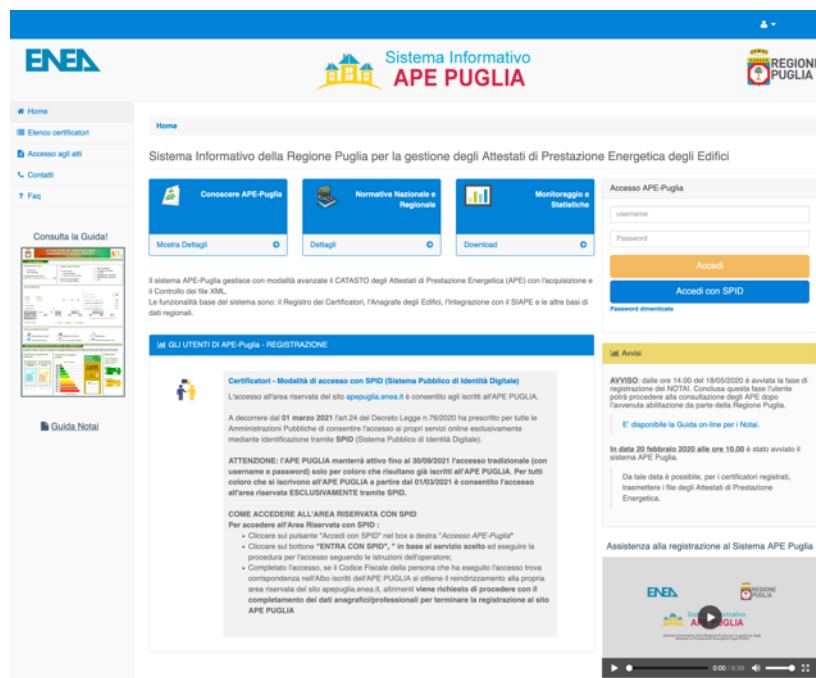 ENEA
Sistema Informativo
APE PUGLIA
REGIONE
PUGLIA
Home
Elenco certificatori
Accesso agli atti
Contatti
Faq
Consulta la Guida!
Guida Notai
Home
Sistema Informativo della Regione Puglia per la gestione degli Attestati di Prestazione Energetica degli Edifici
Conoscere APE-Puglia
Mostra Dettagli
Normativa Nazionale e
Regionale
Dettagli
Monitoraggio e
Statistiche
Download
Il sistema APE-Puglia gestisce con modalità avanzate il CATASTO degli Attestati di Prestazione Energetica (APE) con l'acquisizione e
il Controllo dei file XML.
Le funzionalità base del sistema sono: il Registro dei Certificatori, l'Anagrafe degli Edifici, l'Integrazione con il SIAPE e le altre basi di
dati regionali.
GLI UTENTI DI APE-Puglia - REGISTRAZIONE
Certificatori - Modalità di accesso con SPID (Sistema Pubblico di Identità Digitale)
L'accesso all'area riservata del sito apepuglia.enea.it è consentito agli iscritti all'APE PUGLIA.
A decorrere dal 01 marzo 2021 l'art.24 del Decreto Legge n.76/2020 ha prescritto per tutte le
Amministrazioni Pubbliche di consentire l'accesso ai propri servizi online esclusivamente
mediante identificazione tramite SPID (Sistema Pubblico di Identità Digitale).
ATTENZIONE: l'APE PUGLIA manterrà attivo fino al 30/09/2021 l'accesso tradizionale (con
username e password) solo per coloro che risultano già iscritti all'APE PUGLIA. Per tutti
coloro che si iscrivono all'APE PUGLIA a partire dal 01/03/2021 è consentito l'accesso
all'area riservata ESCLUSIVAMENTE tramite SPID.
COME ACCEDERE ALL'AREA RISERVATA CON SPID
Per accedere all'Area Riservata con SPID :
• Cliccare sul pulsante "Accedi con SPID" nel box a destra "Accesso APE-Puglia"
• Cliccare sul bottone "ENTRA CON SPID", " in base al servizio scelto ed eseguire la
procedura per l'accesso seguendo le istruzioni dell'operatore;
• Completato l'accesso, se il Codice Fiscale della persona che ha eseguito l'accesso trova
corrispondenza nell'Albo iscritti dell'APE PUGLIA si ottiene il reindirizzamento alla propria
area riservata del sito apepuglia.enea.it, altrimenti viene richiesto di procedere con il
completamento dei dati anagrafici/professionali per terminare la registrazione al sito
APE PUGLIA
Accesso APE-Puglia
username
Password
Accedi
Accedi con SPID
Password dimenticata
Avvisi
AVVISO: dalle ore 14.00 del 18/05/2020 è avviata la fase di
registrazione dei NOTAI. Conclusa questa fase l'utente
potrà procedere alla consultazione degli APE dopo
l'avvenuta abilitazione da parte della Regione Puglia.
E' disponibile la Guida on-line per i Notai.
In data 20 febbraio 2020 alle ore 10.00 è stato avviato il
sistema APE Puglia.
Da tale data è possibile, per i certificatori registrati,
trasmettere i file degli Attestati di Prestazione
Energetica.
Assistenza alla registrazione al Sistema APE Puglia
ENEA
REGIONE
PUGLIA
0:00 / 6:30